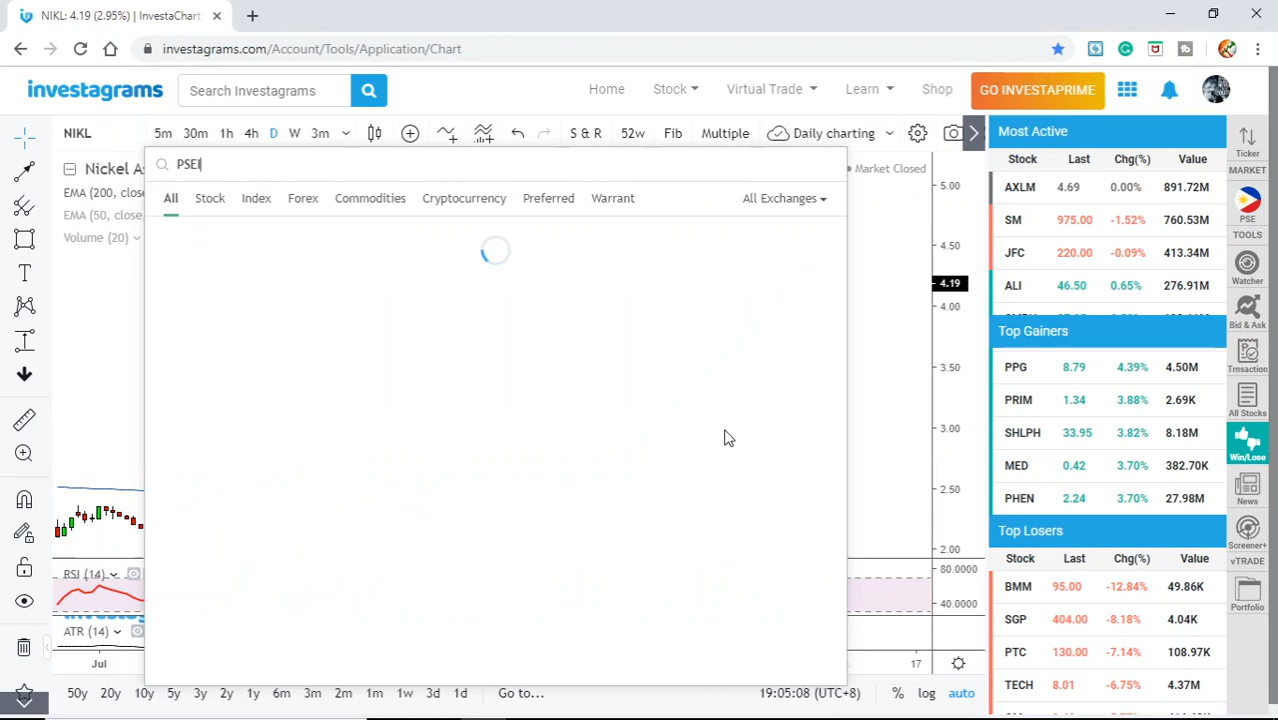 NIKL: 4.19 (2.95%) | InvestaChart
investagrams.com/Account/Tools/Application/Chart
investagrams
Search Investagrams
Home
Stock
Virtual Trade
Learn
Shop
GO INVESTAPRIME
NIKL
5m
30m
1h
4h
D
W
3m
S & R
52w
Fib
Multiple
Daily charting
PSEI
All
Stock
Index
Forex
Commodities
Cryptocurrency
Preferred
Warrant
All Exchanges
Nickel As
Market Closed
EMA (200, close
EMA (50, close
Volume (20)
5.00
4.50
4.19
4.00
3.50
3.00
2.50
2.00
RSI (14)
80.0000
40.0000
ATR (14)
Jul
17
50y
20y
10y
5y
3y
2y
1y
6m
3m
2m
1m
1w
3d
1d
Go to...
19:05:08 (UTC+8)
%
log
auto
Most Active
Stock Last Chg(%) Value
AXLM 4.69 0.00% 891.72M
SM 975.00 -1.52% 760.53M
JFC 220.00 -0.09% 413.34M
ALI 46.50 0.65% 276.91M
Top Gainers
PPG 8.79 4.39% 4.50M
PRIM 1.34 3.88% 2.69K
SHLPH 33.95 3.82% 8.18M
MED 0.42 3.70% 382.70K
PHEN 2.24 3.70% 27.98M
Top Losers
Stock Last Chg(%) Value
BMM 95.00 -12.84% 49.86K
SGP 404.00 -8.18% 4.04K
PTC 130.00 -7.14% 108.97K
TECH 8.01 -6.75% 4.37M
Ticker
MARKET
PSE
TOOLS
Watcher
Bid & Ask
Trnsaction
All Stocks
Win/Lose
News
Screener+
vTRADE
Portfolio